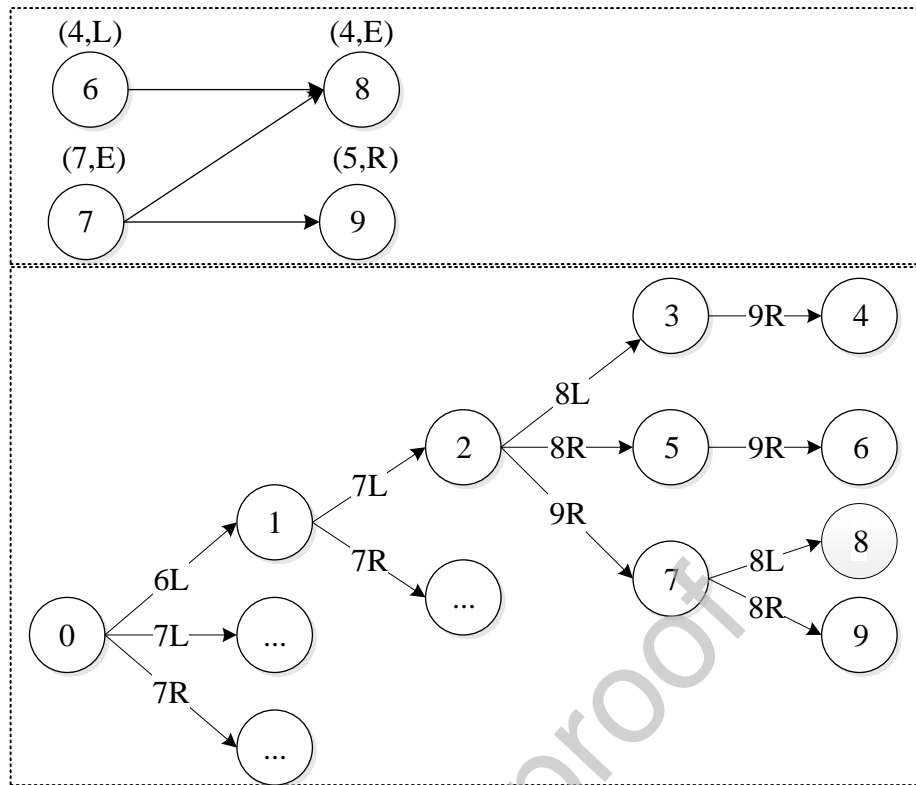 (4,L) (4,E)
6 8
(7,E) (5,R)
7 9
3 9R 4
8L
2 8R 5 9R 6
7L 9R
1 8
6L 7R 7 8L
8R
0 7L ... ... 9
7R
...
proof